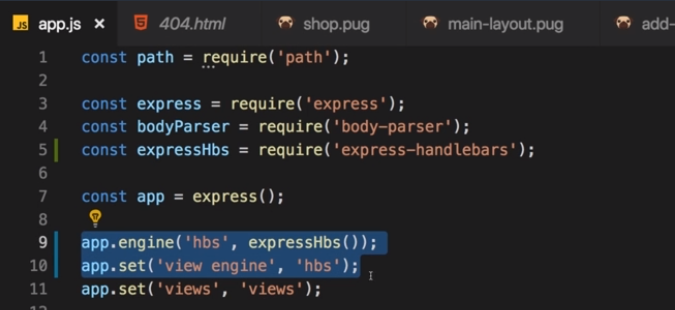 app.js × 404.html shop.pug main-layout.pug add-
1 const path = require('path');
2
3 const express = require('express');
4 const bodyParser = require('body-parser');
5 const expressHbs = require('express-handlebars');
6
7 const app = express();
8
9 app.engine('hbs', expressHbs());
10 app.set('view engine', 'hbs');
11 app.set('views', 'views');